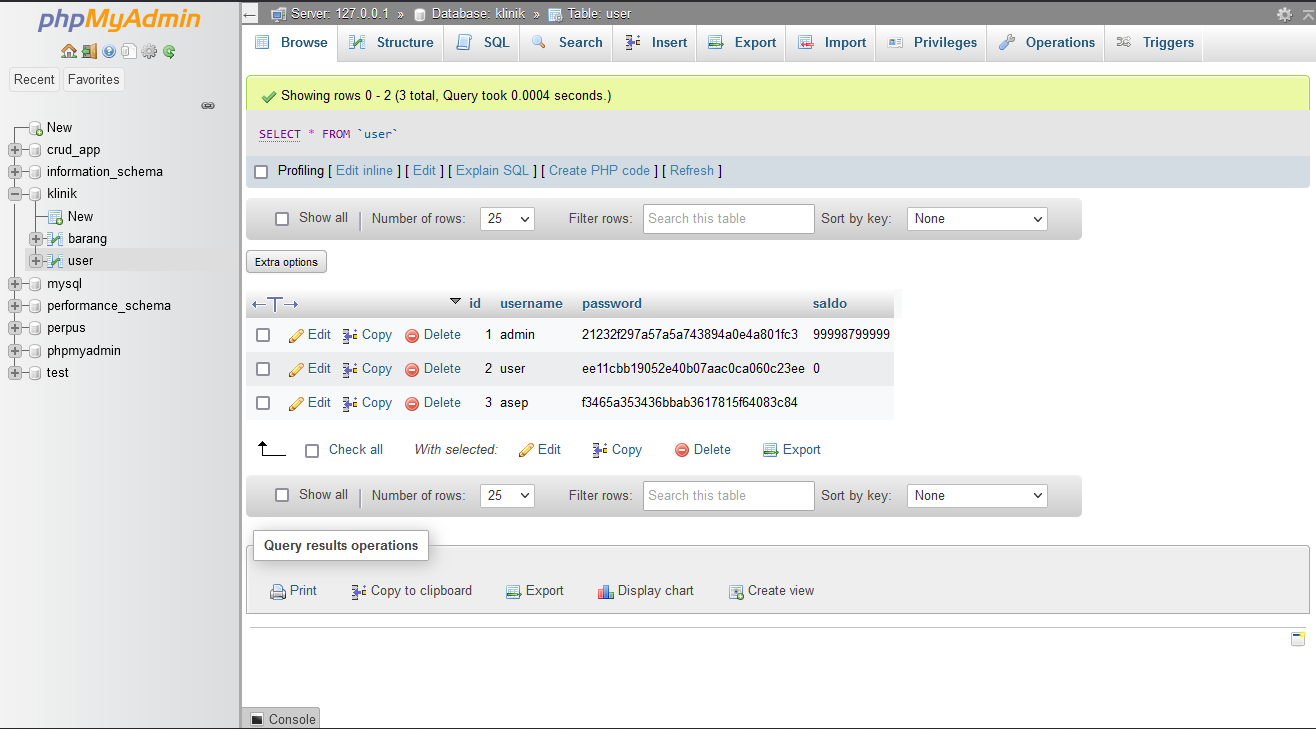 phpMyAdmin
Recent Favorites
New
crud_app
information_schema
klinik
New
barang
user
mysql
performance_schema
perpus
phpmyadmin
test
Server: 127.0.0.1 » Database: klinik » Table: user
Browse Structure SQL Search Insert Export Import Privileges Operations Triggers
Showing rows 0 - 2 (3 total, Query took 0.0004 seconds.)
SELECT * FROM `user`
Profiling [ Edit inline ] [ Edit ] [ Explain SQL ] [ Create PHP code ] [ Refresh ]
Show all Number of rows: 25 Filter rows: Search this table Sort by key: None
Extra options
←T→ id username password saldo
Edit Copy Delete 1 admin 21232f297a57a5a743894a0e4a801fc3 99998799999
Edit Copy Delete 2 user ee11cbb19052e40b07aac0ca060c23ee 0
Edit Copy Delete 3 asep f3465a353436bbab3617815f64083c84
Check all With selected: Edit Copy Delete Export
Show all Number of rows: 25 Filter rows: Search this table Sort by key: None
Query results operations
Print Copy to clipboard Export Display chart Create view
Console